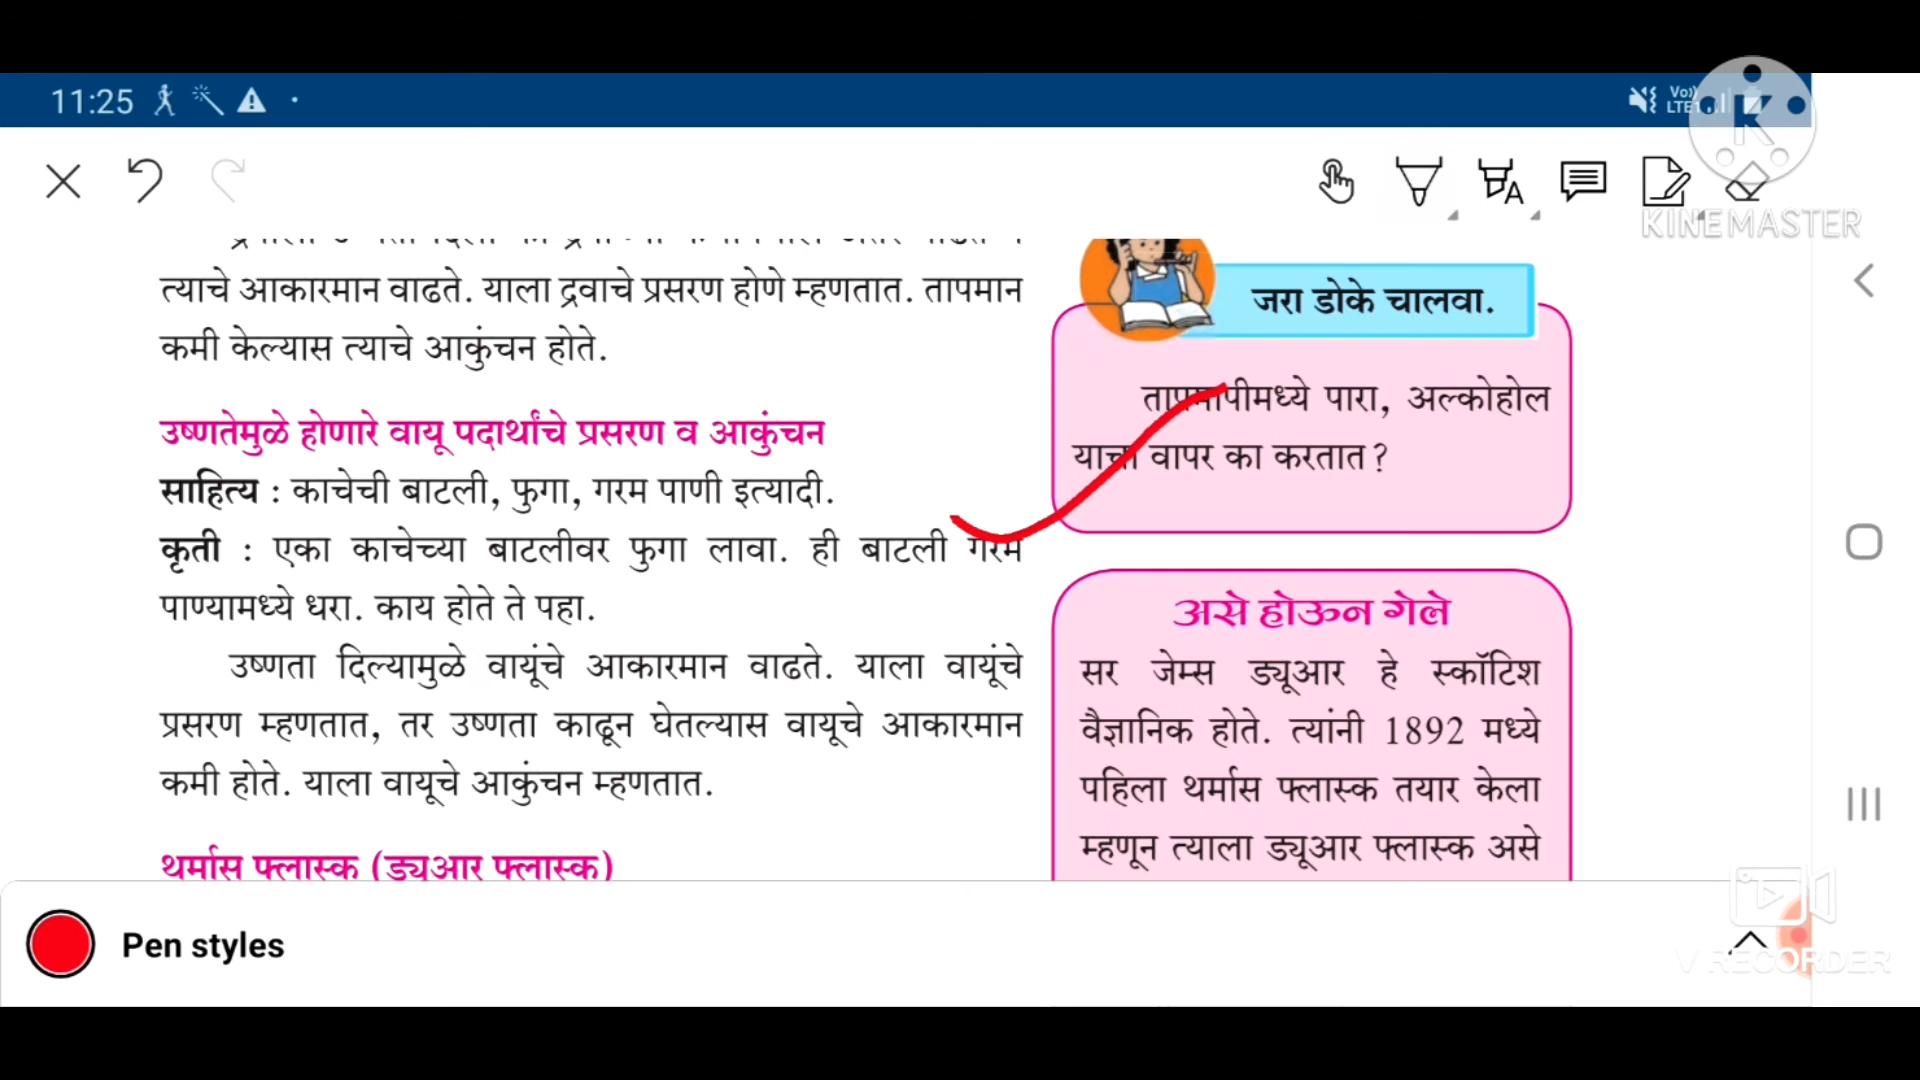 11:25
Vo))
LTE1
KINEMASTER
त्याचे आकारमान वाढते. याला द्रवाचे प्रसरण होणे म्हणतात. तापमान
कमी केल्यास त्याचे आकुंचन होते.
उष्णतेमुळे होणारे वायू पदार्थांचे प्रसरण व आकुंचन
साहित्य : काचेची बाटली, फुगा, गरम पाणी इत्यादी.
कृती : एका काचेच्या बाटलीवर फुगा लावा. ही बाटली गरम
पाण्यामध्ये धरा. काय होते ते पहा.
उष्णता दिल्यामुळे वायूंचे आकारमान वाढते. याला वायूंचे
प्रसरण म्हणतात, तर उष्णता काढून घेतल्यास वायूचे आकारमान
कमी होते. याला वायूचे आकुंचन म्हणतात.
थर्मास फ्लास्क (ड्युआर फ्लास्क)
जरा डोके चालवा.
तापमापीमध्ये पारा, अल्कोहोल
याचा वापर का करतात?
असे होऊन गेले
सर जेम्स ड्यूआर हे स्कॉटिश
वैज्ञानिक होते. त्यांनी 1892 मध्ये
पहिला थर्मास फ्लास्क तयार केला
म्हणून त्याला ड्यूआर फ्लास्क असे
Pen styles
V RECORDER